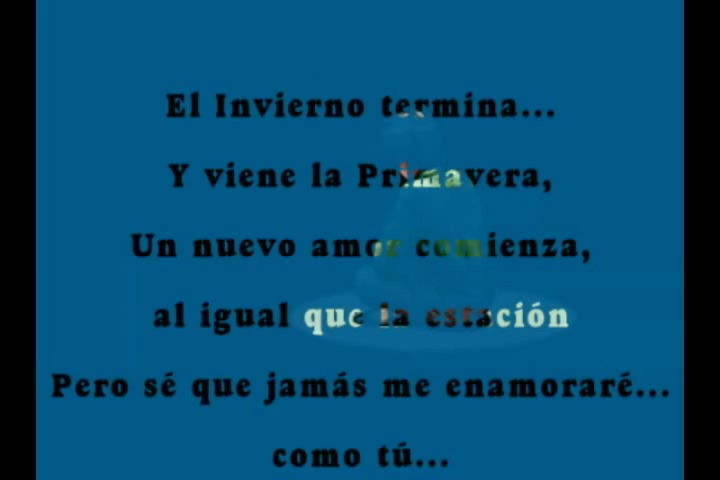 El Invierno termina...
Y viene la Primavera,
Un nuevo amor comienza,
al igual que la estación
Pero sé que jamás me enamoraré...
como tú...